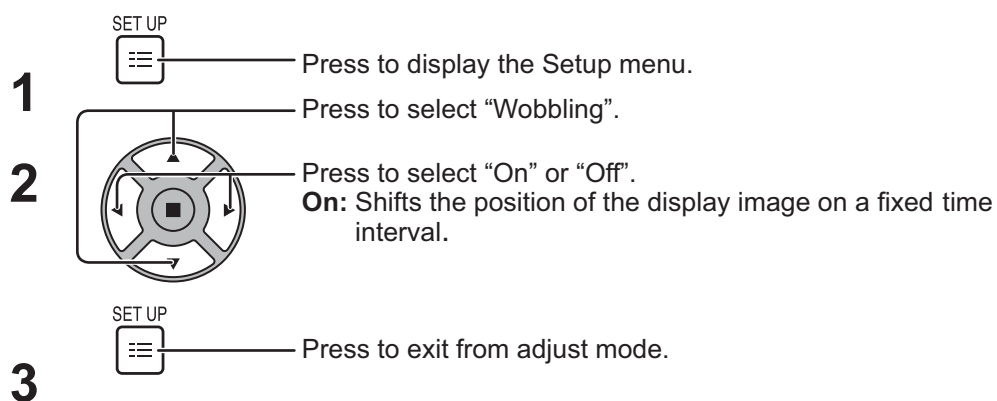 SET UP
1
Press to display the Setup menu.
Press to select “Wobbling”.
2
Press to select “On” or “Off”.
On: Shifts the position of the display image on a fixed time
interval.
SET UP
Press to exit from adjust mode.
3